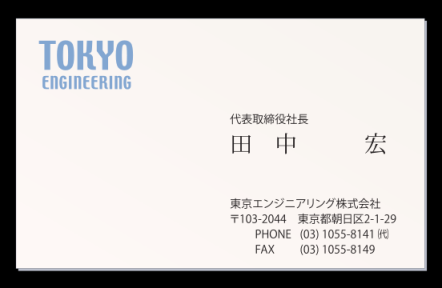 TOKYO
ENGINEERING
代表取締役社長
田　中　　　宏
東京エンジニアリング株式会社
〒103-2044　東京都朝日区2-1-29
PHONE (03) 1055-8141 ㈹
FAX (03) 1055-8149